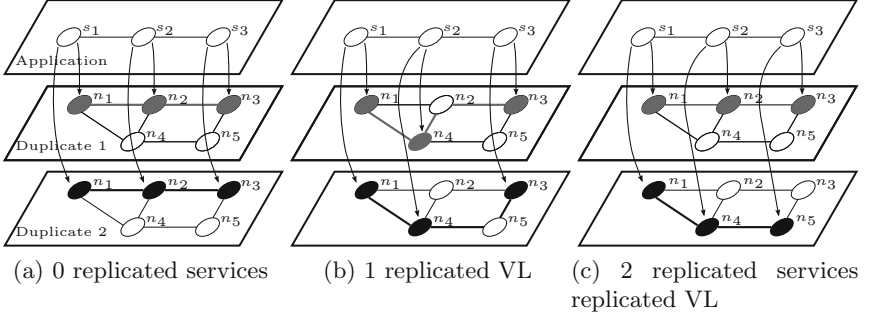 s1 s2 s3
Application
n1 n2 n3
n4 n5
Duplicate 1
n1 n2 n3
n4 n5
Duplicate 2
(a) 0 replicated services
s1 s2 s3
n1 n2 n3
n4 n5
n1 n2 n3
n4 n5
(b) 1 replicated VL
s1 s2 s3
n1 n2 n3
n4 n5
n1 n2 n3
n4 n5
(c) 2 replicated services
replicated VL